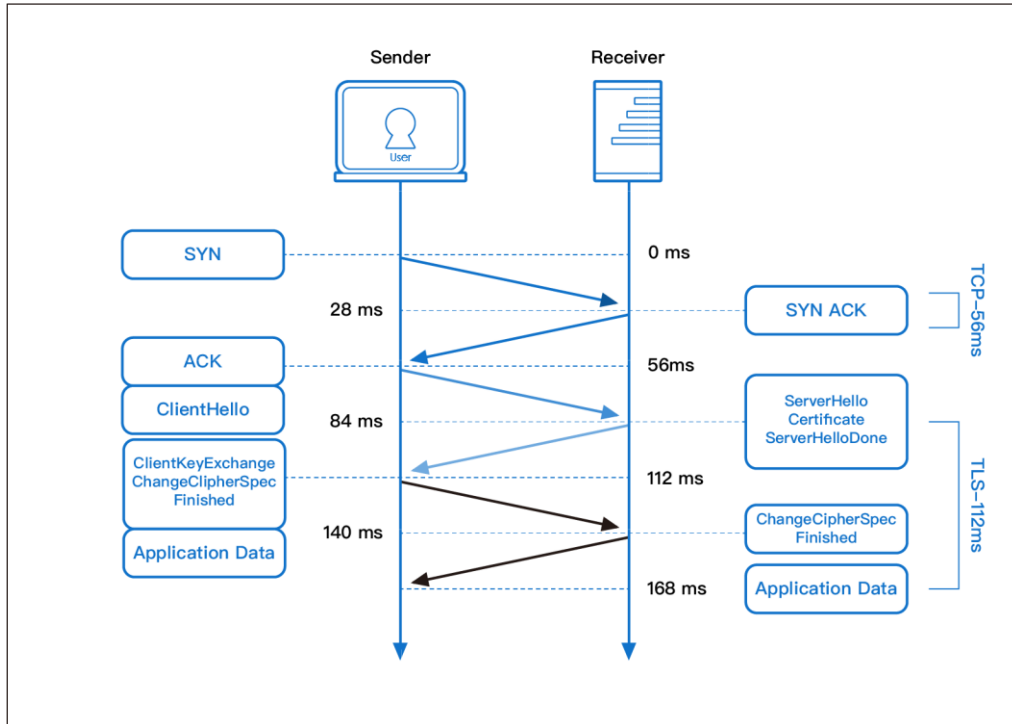 Sender
Receiver
User
SYN
0 ms
28 ms
SYN ACK
TCP-56ms
ACK
56ms
ClientHello
84 ms
ServerHello
Certificate
ServerHelloDone
ClientKeyExchange
ChangeClipherSpec
Finished
112 ms
TLS-112ms
140 ms
ChangeCipherSpec
Finished
Application Data
168 ms
Application Data